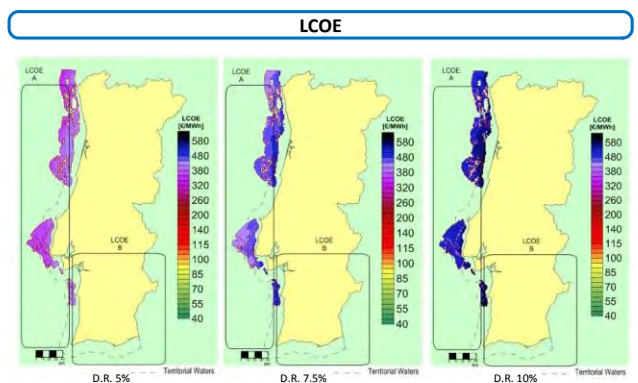 LCOE
LCOE
A
LCOE
[€/MWh]
580
480
380
320
260
200
140
115
100
85
70
55
40
LCOE
B
Territorial Waters
D.R. 5%
LCOE
A
LCOE
[€/MWh]
580
480
380
320
260
200
140
115
100
85
70
55
40
LCOE
B
Territorial Waters
D.R. 7.5%
LCOE
A
LCOE
[€/MWh]
580
480
380
320
260
200
140
115
100
85
70
55
40
LCOE
B
Territorial Waters
D.R. 10%